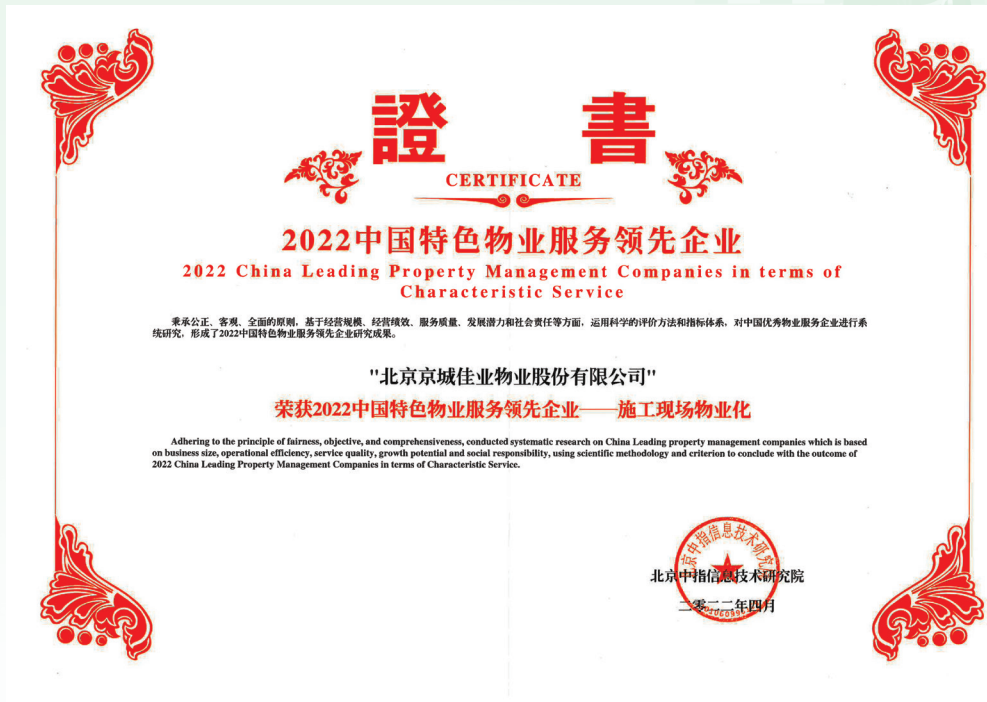 證 書
CERTIFICATE
2022中国特色物业服务领先企业
2022 China Leading Property Management Companies in terms of
Characteristic Service
秉承公正、客观、全面的原则，基于经营规模、经营绩效、服务质量、发展潜力和社会责任等方面，运用科学的评价方法和指标体系，对中国优秀物业服务企业进行系
统研究，形成了2022中国特色物业服务领先企业研究成果。
"北京京城佳业物业股份有限公司"
荣获2022中国特色物业服务领先企业——施工现场物业化
Adhering to the principle of fairness, objective, and comprehensiveness, conducted systematic research on China Leading property management companies which is based
on business size, operational efficiency, service quality, growth potential and social responsibility, using scientific methodology and criterion to conclude with the outcome of
2022 China Leading Property Management Companies in terms of Characteristic Service.
北京中指信息技术研究院
北京中指信息技术研究院
二零二二年四月